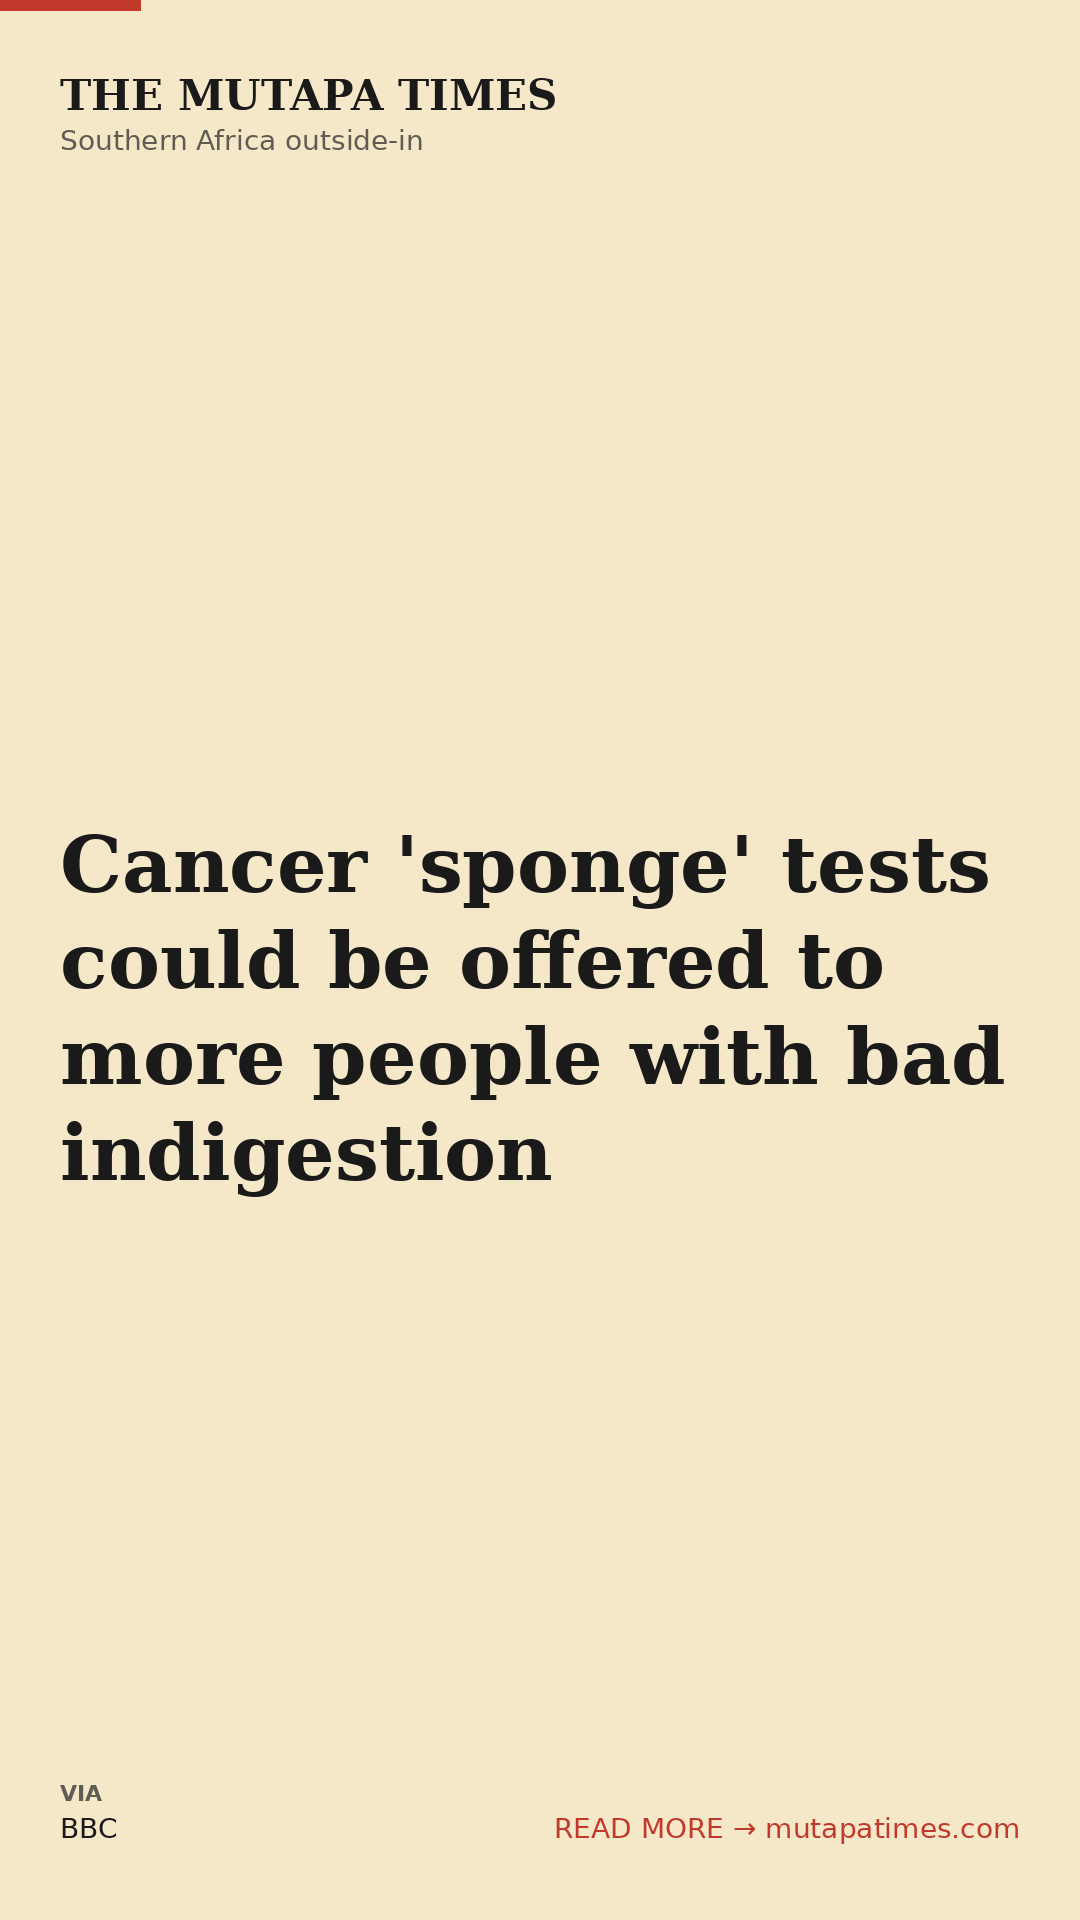 THE MUTAPA TIMES
Southern Africa outside-in
Cancer 'sponge' tests
could be offered to
more people with bad
indigestion
VIA
BBC
READ MORE → mutapatimes.com